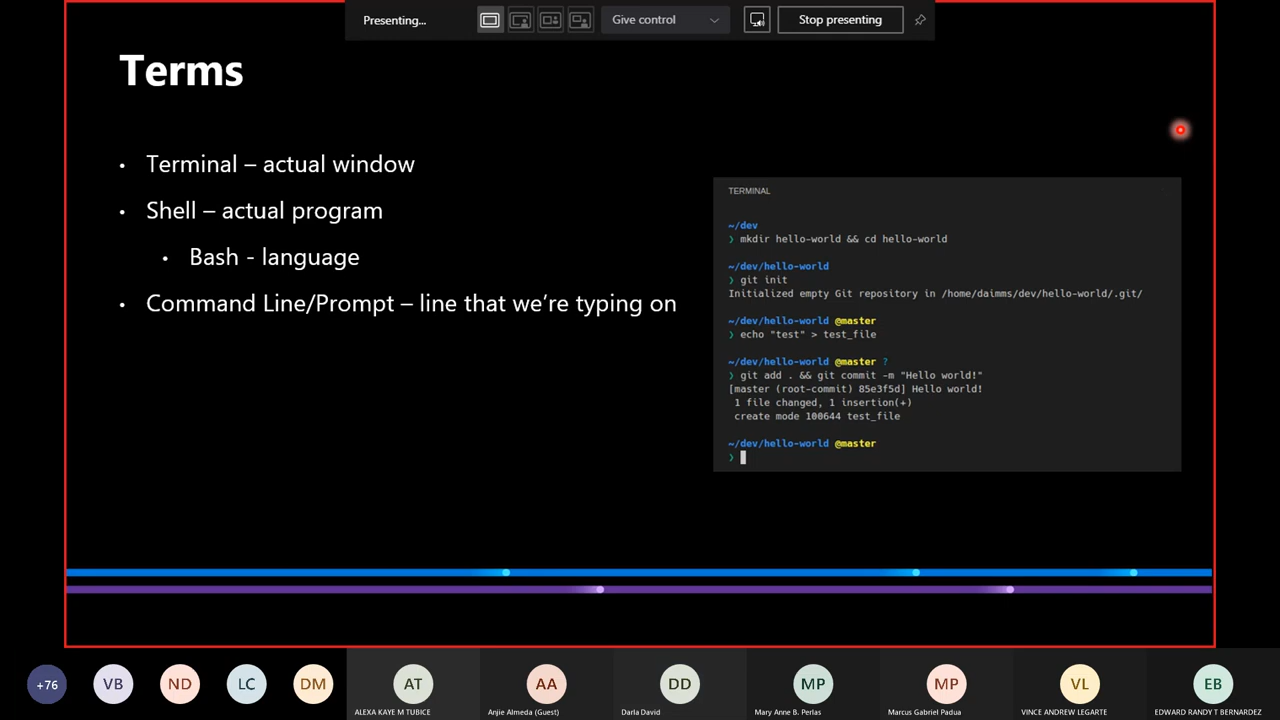 Presenting...
Give control
Stop presenting
Terms
• Terminal – actual window
• Shell – actual program
• Bash - language
• Command Line/Prompt – line that we're typing on
TERMINAL
~/dev
❯ mkdir hello-world && cd hello-world
~/dev/hello-world
❯ git init
Initialized empty Git repository in /home/daimms/dev/hello-world/.git/
~/dev/hello-world @master
❯ echo "test" > test_file
~/dev/hello-world @master ?
❯ git add . && git commit -m "Hello world!"
[master (root-commit) 85e3f5d] Hello world!
1 file changed, 1 insertion(+)
create mode 100644 test_file
~/dev/hello-world @master
❯
+76 VB ND LC DM AT AA DD MP MP VL EB
ALEXA KAYE M TUBICE Anjie Almeda (Guest) Darla David Mary Anne B. Perlas Marcus Gabriel Padua VINCE ANDREW LEGARTE EDWARD RANDY T BERNARDEZ